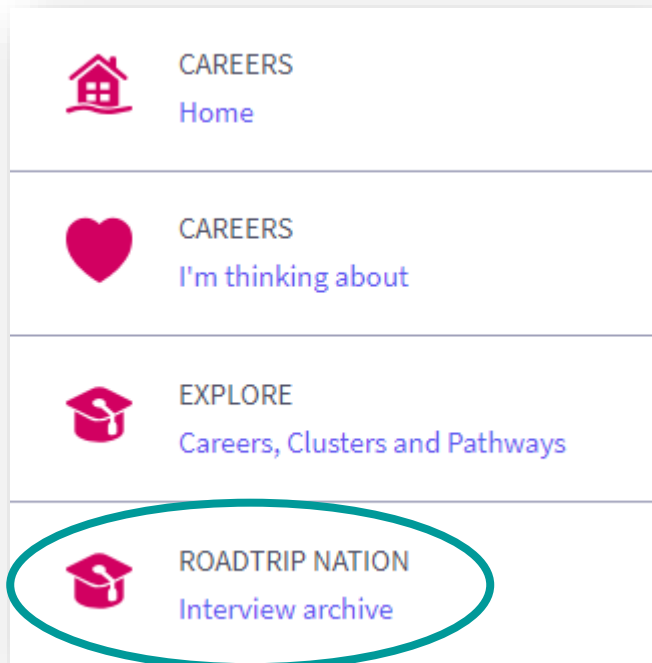 CAREERS
Home
CAREERS
I'm thinking about
EXPLORE
Careers, Clusters and Pathways
ROADTRIP NATION
Interview archive